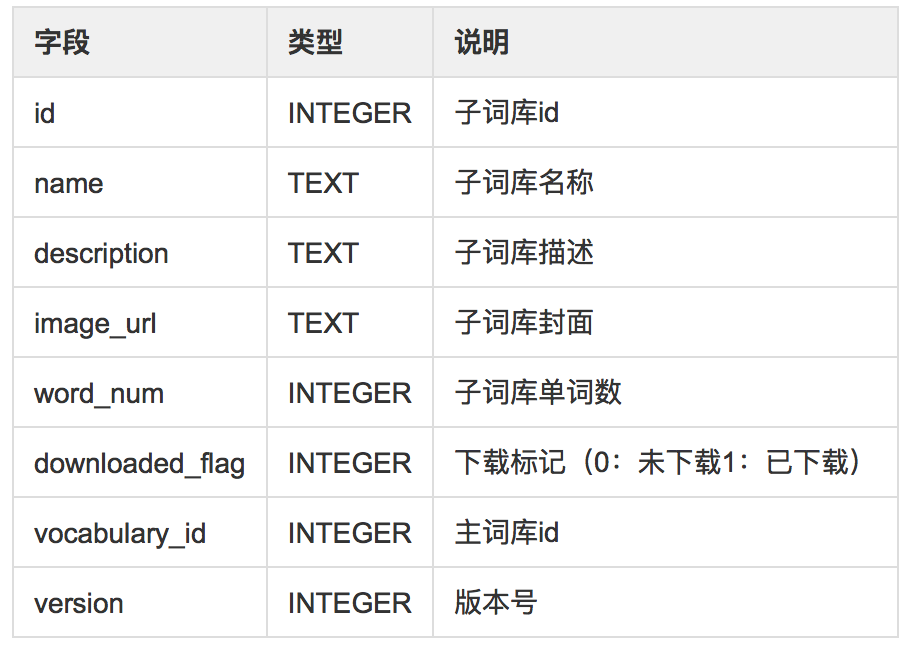 字段 类型 说明
id INTEGER 子词库id
name TEXT 子词库名称
description TEXT 子词库描述
image_url TEXT 子词库封面
word_num INTEGER 子词库单词数
downloaded_flag INTEGER 下载标记（0：未下载1：已下载）
vocabulary_id INTEGER 主词库id
version INTEGER 版本号